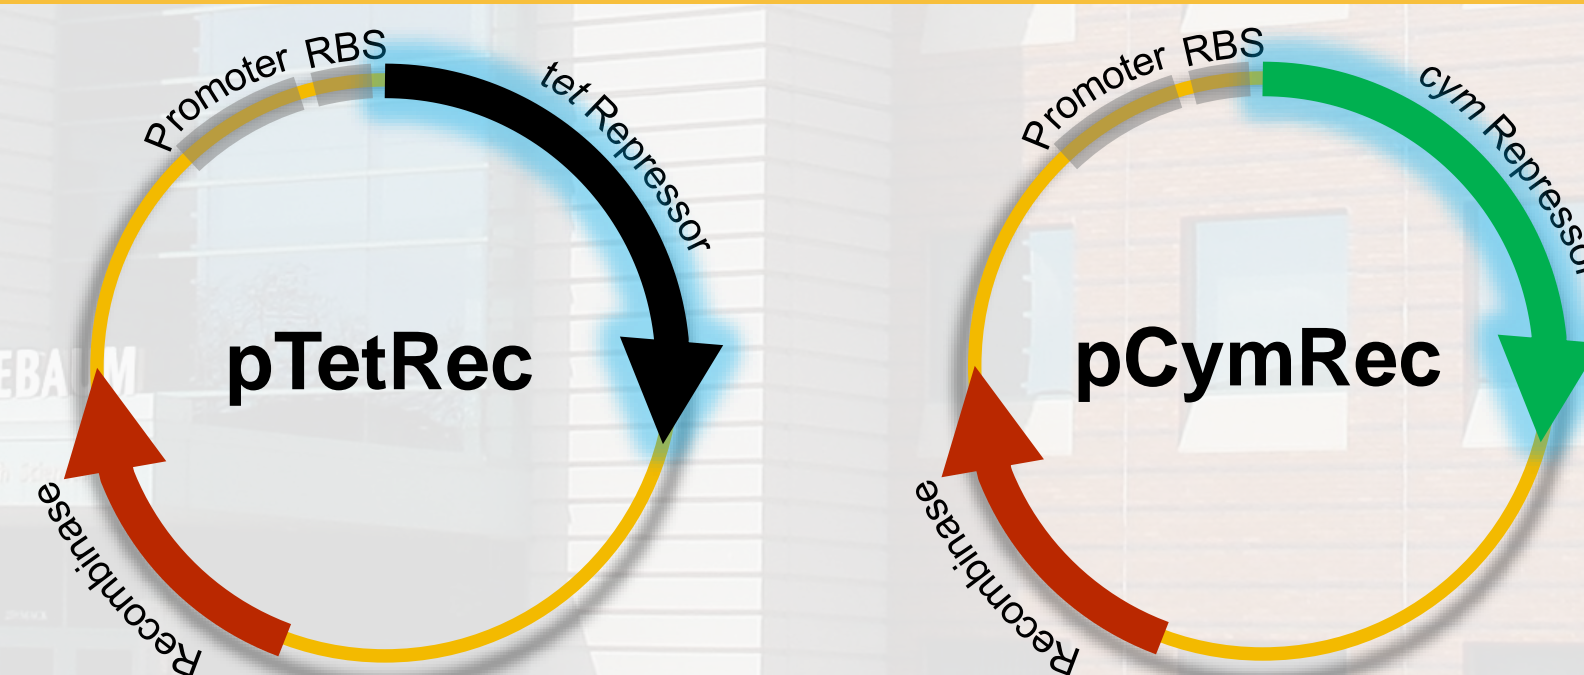 Promoter RBS
tet Repressor
pTetRec
Recombinase
Promoter RBS
cym Repressor
pCymRec
Recombinase